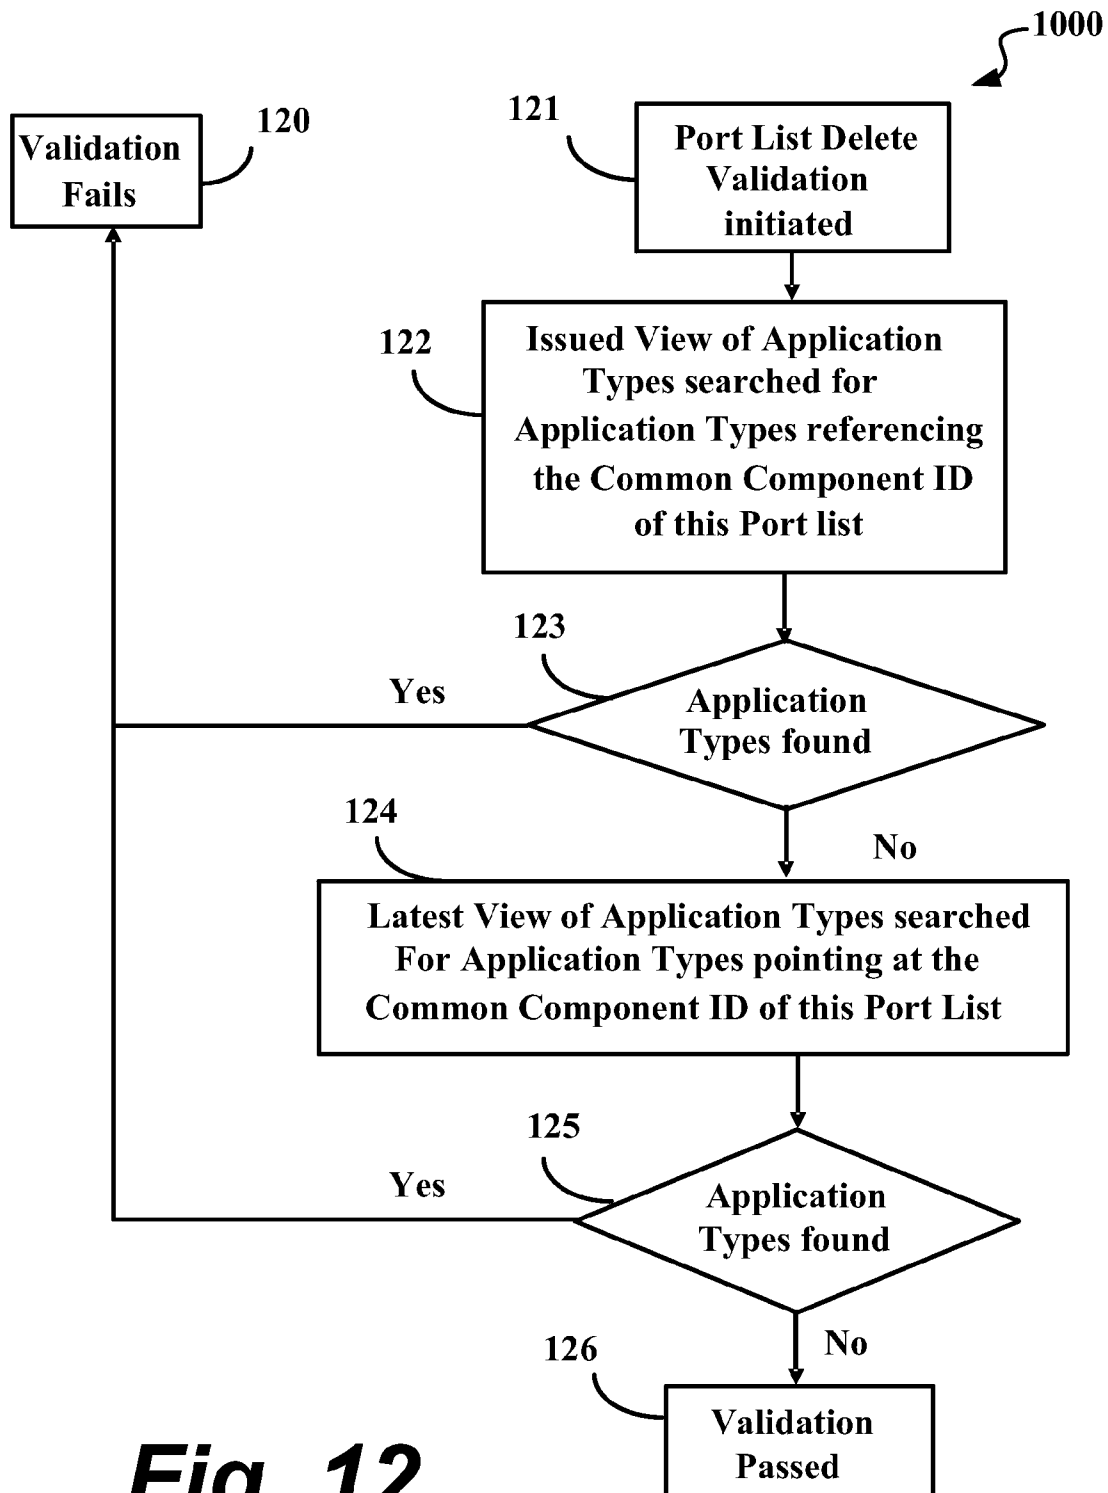 1000
120
Validation
Fails
121
Port List Delete
Validation
initiated
122
Issued View of Application
Types searched for
Application Types referencing
the Common Component ID
of this Port list
123
Application
Types found
Yes
No
124
Latest View of Application Types searched
For Application Types pointing at the
Common Component ID of this Port List
125
Application
Types found
Yes
No
126
Validation
Passed
Fig. 12